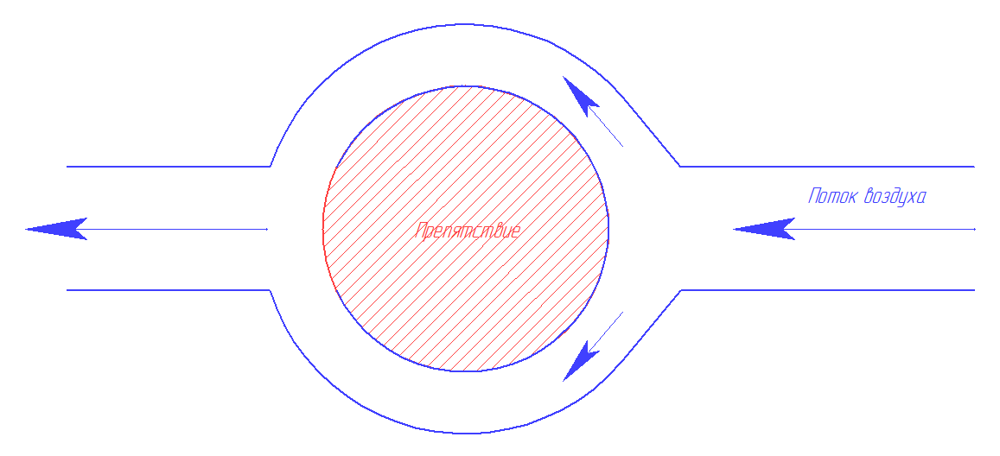 Поток воздуха
Препятствие